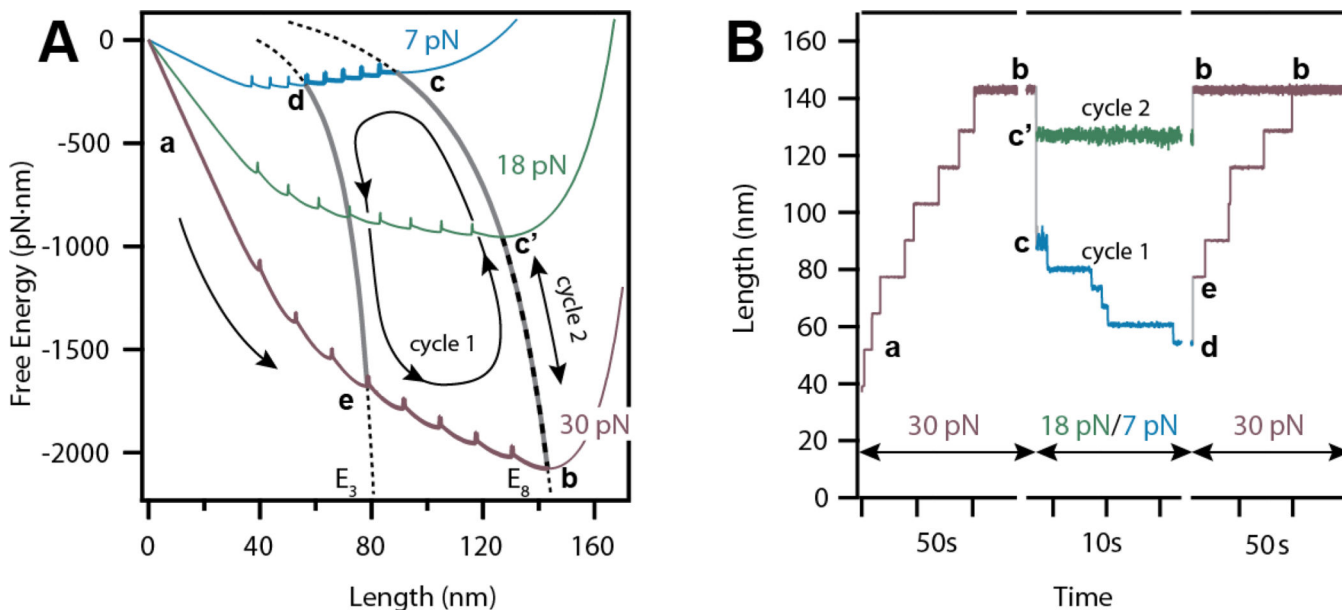 A
B
Free Energy (pN·nm)
0
-500
-1000
-1500
-2000
7 pN
18 pN
30 pN
a
d
c
c’
e
b
cycle 1
cycle 2
E3
E8
0
40
80
120
160
Length (nm)
Length (nm)
160
140
120
100
80
60
40
20
0
b
b
b
c’
cycle 2
c
cycle 1
a
e
d
30 pN
18 pN/7 pN
30 pN
50s
10s
50s
Time